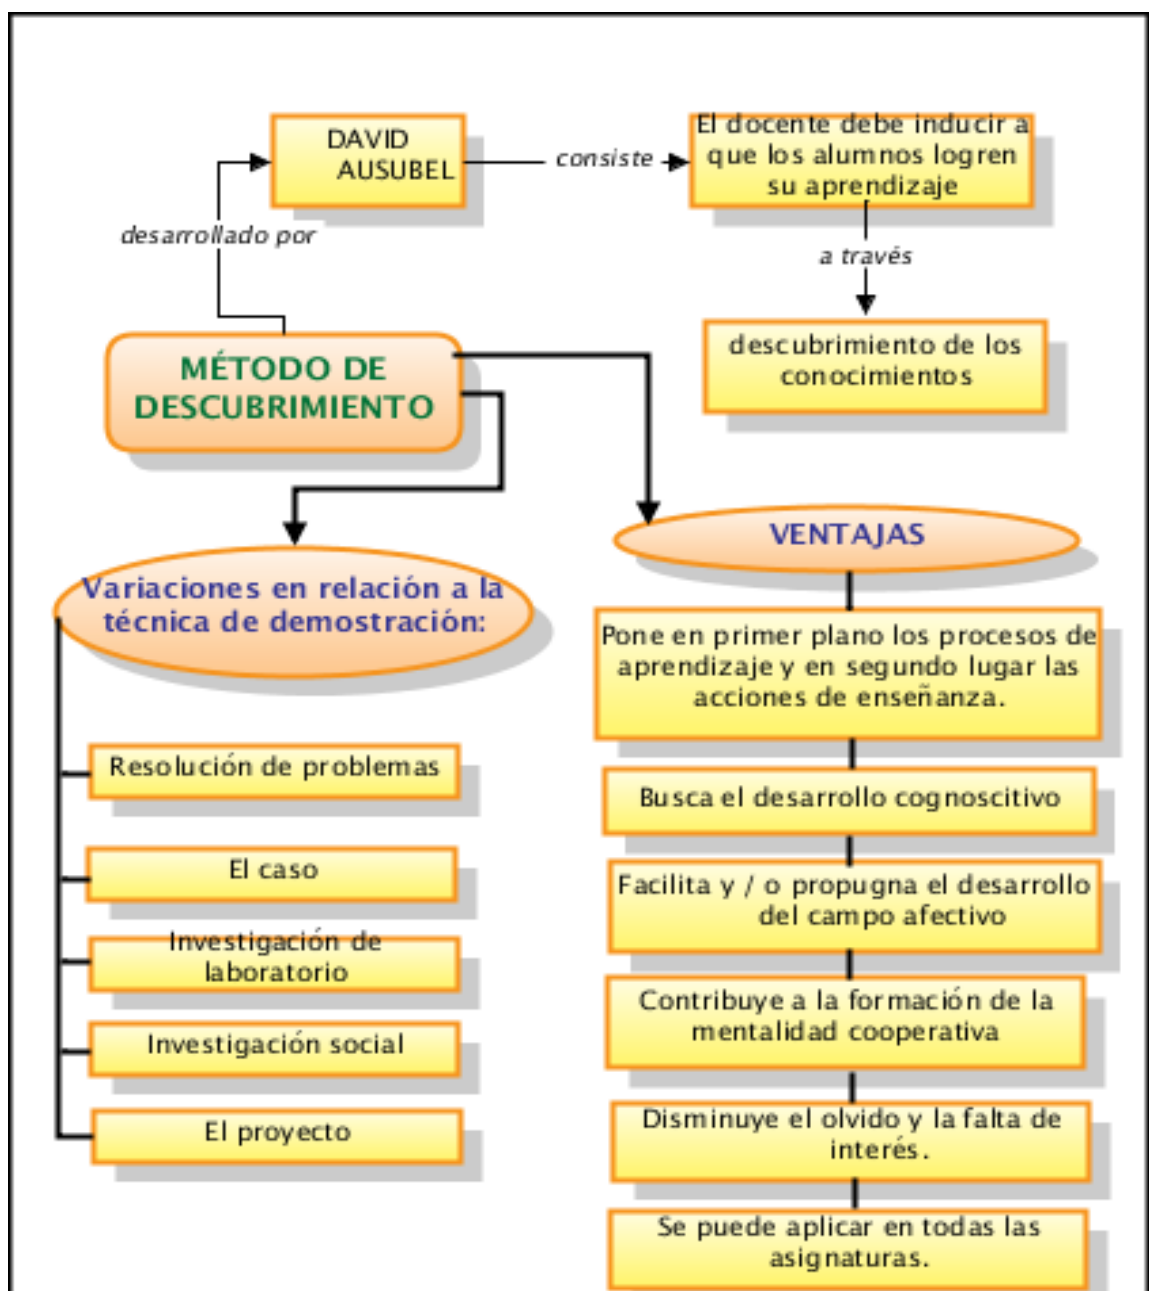 DAVID
AUSUBEL
consiste
El docente debe inducir a
que los alumnos logren
su aprendizaje
desarrollado por
a través
descubrimiento de los
conocimientos
MÉTODO DE
DESCUBRIMIENTO
Variaciones en relación a la
técnica de demostración:
Resolución de problemas
El caso
Investigación de
laboratorio
Investigación social
El proyecto
VENTAJAS
Pone en primer plano los procesos de
aprendizaje y en segundo lugar las
acciones de enseñanza.
Busca el desarrollo cognoscitivo
Facilita y / o propugna el desarrollo
del campo afectivo
Contribuye a la formación de la
mentalidad cooperativa
Disminuye el olvido y la falta de
interés.
Se puede aplicar en todas las
asignaturas.